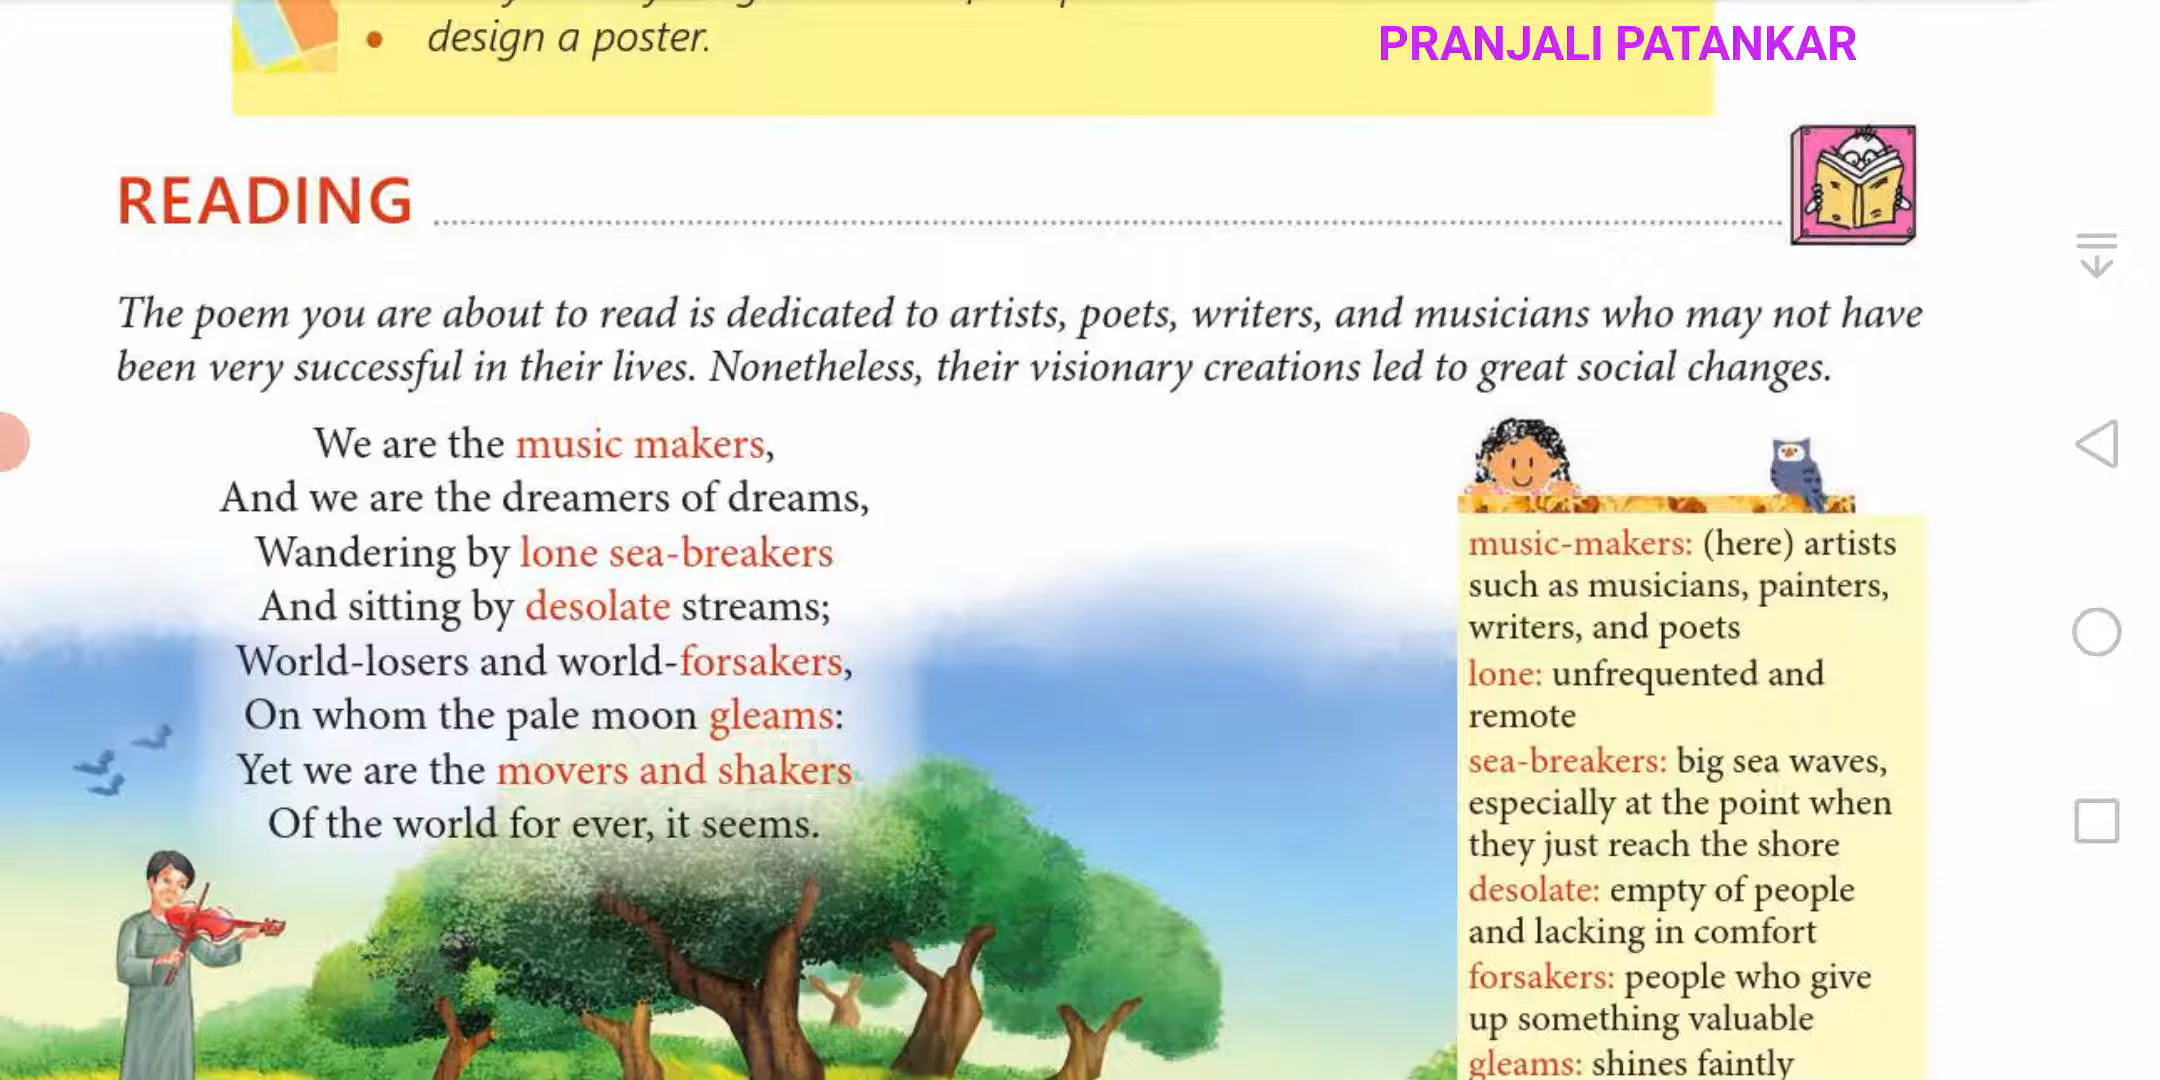 design a poster.
PRANJALI PATANKAR
READING
The poem you are about to read is dedicated to artists, poets, writers, and musicians who may not have
been very successful in their lives. Nonetheless, their visionary creations led to great social changes.
We are the music makers,
And we are the dreamers of dreams,
Wandering by lone sea-breakers
And sitting by desolate streams;
World-losers and world-forsakers,
On whom the pale moon gleams:
Yet we are the movers and shakers
Of the world for ever, it seems.
music-makers: (here) artists
such as musicians, painters,
writers, and poets
lone: unfrequented and
remote
sea-breakers: big sea waves,
especially at the point when
they just reach the shore
desolate: empty of people
and lacking in comfort
forsakers: people who give
up something valuable
gleams: shines faintly